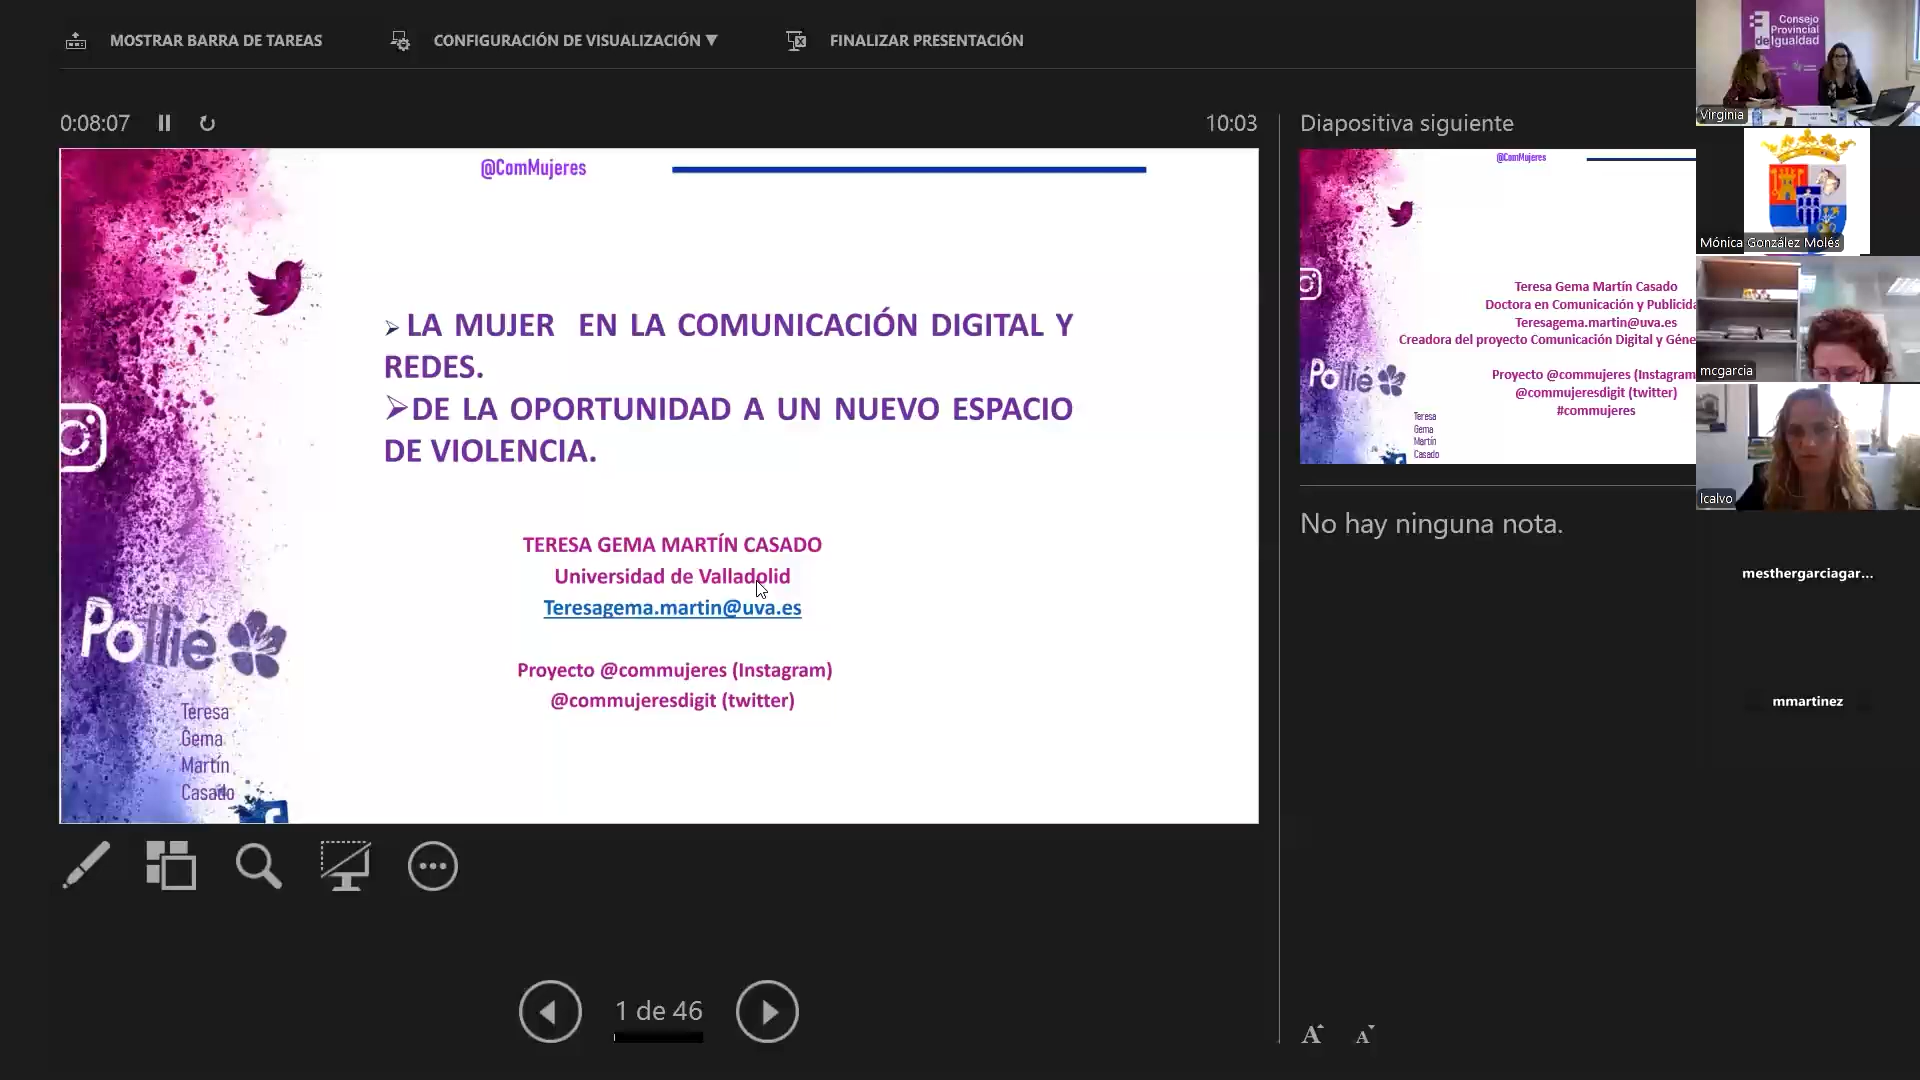 MOSTRAR BARRA DE TAREAS
CONFIGURACIÓN DE VISUALIZACIÓN ▼
FINALIZAR PRESENTACIÓN
0:08:07
10:03
@ComMujeres
➢LA MUJER EN LA COMUNICACIÓN DIGITAL Y
REDES.
➢DE LA OPORTUNIDAD A UN NUEVO ESPACIO
DE VIOLENCIA.
TERESA GEMA MARTÍN CASADO
Universidad de Valladolid
Teresagema.martin@uva.es
Proyecto @commujeres (Instagram)
@commujeresdigit (twitter)
Pollié
Teresa
Gema
Martín
Casado
1 de 46
Diapositiva siguiente
@ComMujeres
Teresa Gema Martín Casado
Doctora en Comunicación y Publicida
Teresagema.martin@uva.es
Creadora del proyecto Comunicación Digital y Géne
Proyecto @commujeres (Instagram
@commujeresdigit (twitter)
#commujeres
Pollié
Teresa
Gema
Martín
Casado
No hay ninguna nota.
A A
Consejo
Provincial
deIgualdad
Virginia
Mónica González Molés
mcgarcia
lcalvo
mesthergarciagar...
mmartinez